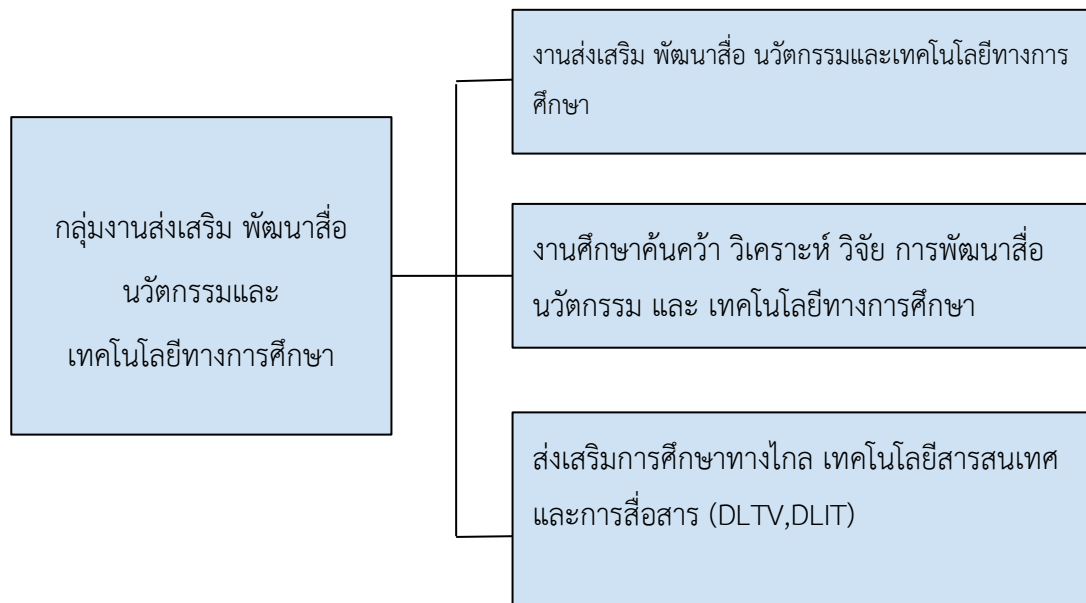 กลุ่มงานส่งเสริม พัฒนาสื่อ
นวัตกรรมและ
เทคโนโลยีทางการศึกษา
งานส่งเสริม พัฒนาสื่อ นวัตกรรมและเทคโนโลยีทางการ
ศึกษา
งานศึกษาค้นคว้า วิเคราะห์ วิจัย การพัฒนาสื่อ
นวัตกรรม และ เทคโนโลยีทางการศึกษา
ส่งเสริมการศึกษาทางไกล เทคโนโลยีสารสนเทศ
และการสื่อสาร (DLTV,DLIT)